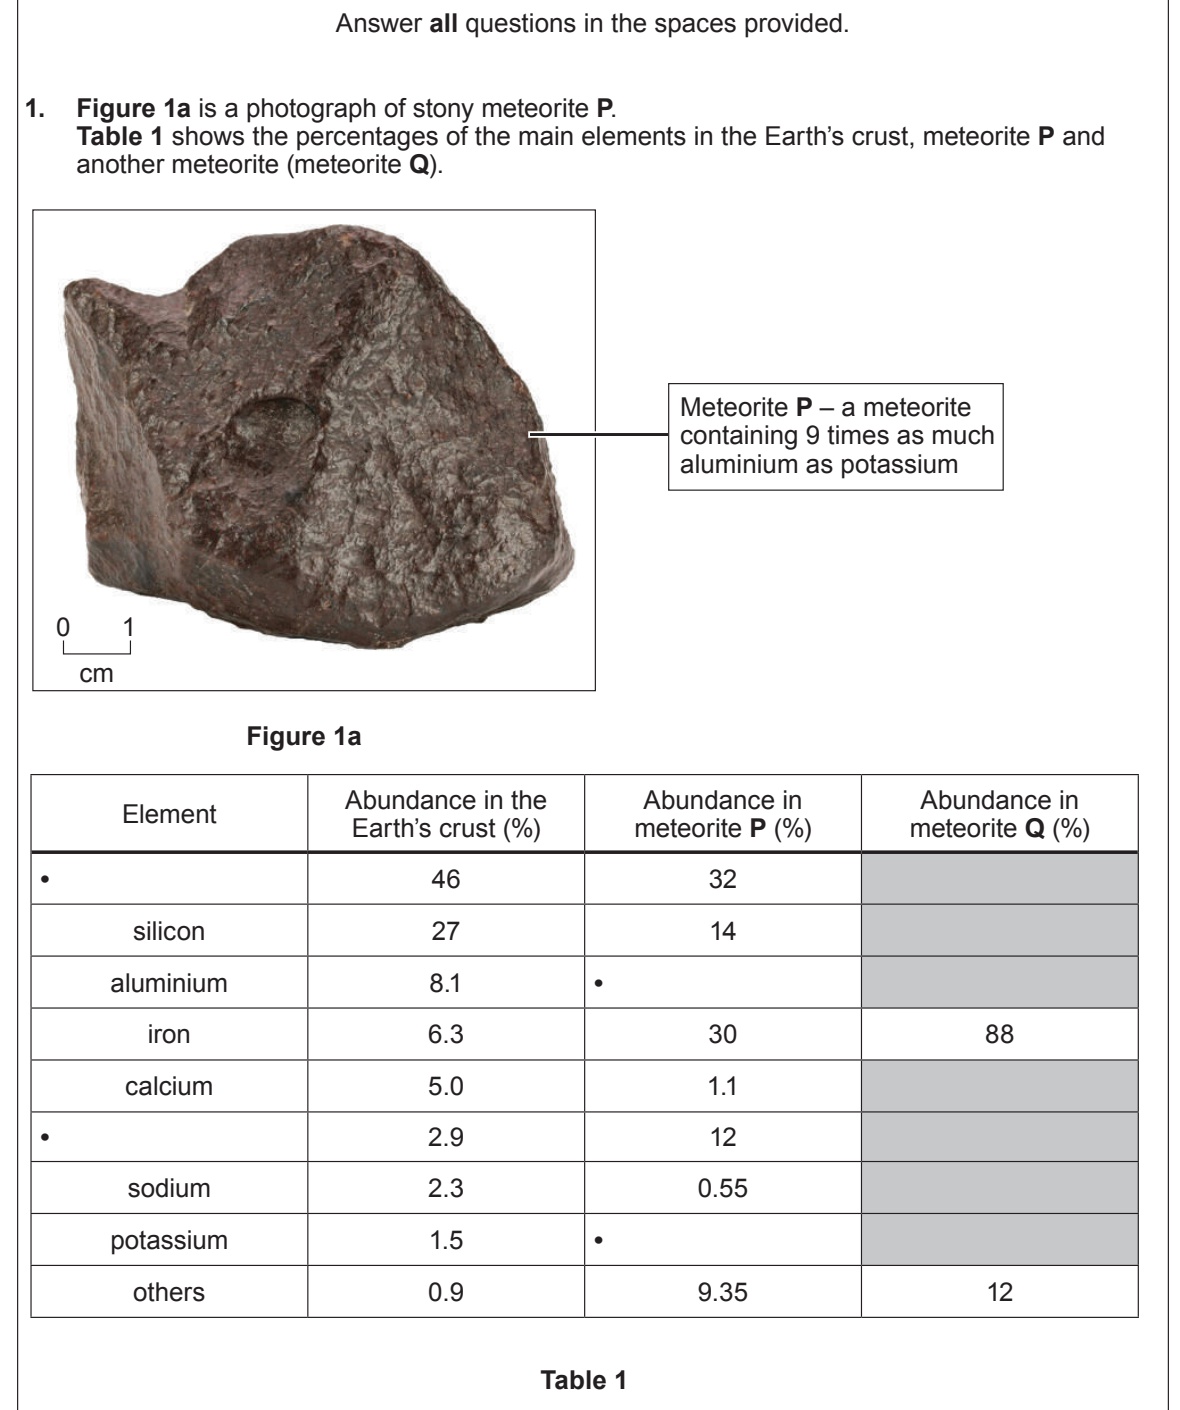 Answer all questions in the spaces provided.
1. Figure 1a is a photograph of stony meteorite P.
Table 1 shows the percentages of the main elements in the Earth’s crust, meteorite P and
another meteorite (meteorite Q).
Meteorite P – a meteorite
containing 9 times as much
aluminium as potassium
0 1
cm
Figure 1a
Element Abundance in the Earth’s crust (%) Abundance in meteorite P (%) Abundance in meteorite Q (%)
• 46 32
silicon 27 14
aluminium 8.1 •
iron 6.3 30 88
calcium 5.0 1.1
• 2.9 12
sodium 2.3 0.55
potassium 1.5 •
others 0.9 9.35 12
Table 1